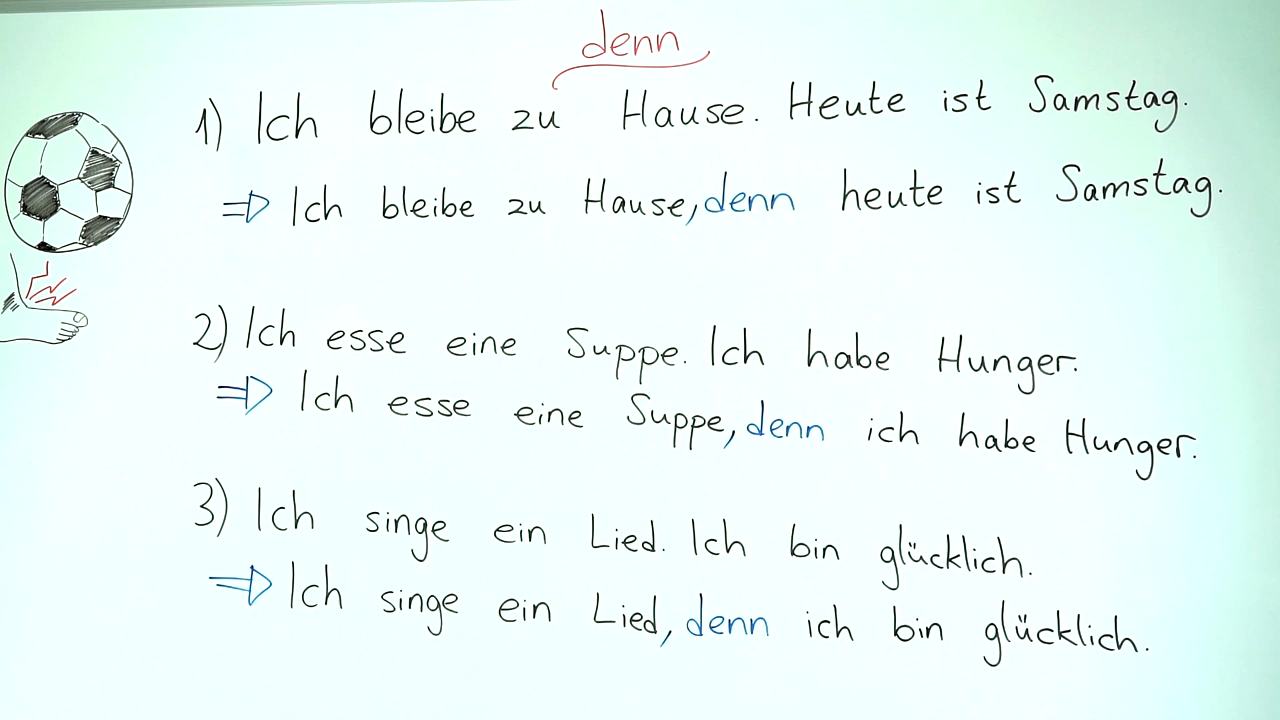 denn
1) Ich bleibe zu Hause. Heute ist Samstag.
⇒ Ich bleibe zu Hause, denn heute ist Samstag.
2) Ich esse eine Suppe. Ich habe Hunger.
⇒ Ich esse eine Suppe, denn ich habe Hunger.
3) Ich singe ein Lied. Ich bin glücklich.
⇒ Ich singe ein Lied, denn ich bin glücklich.